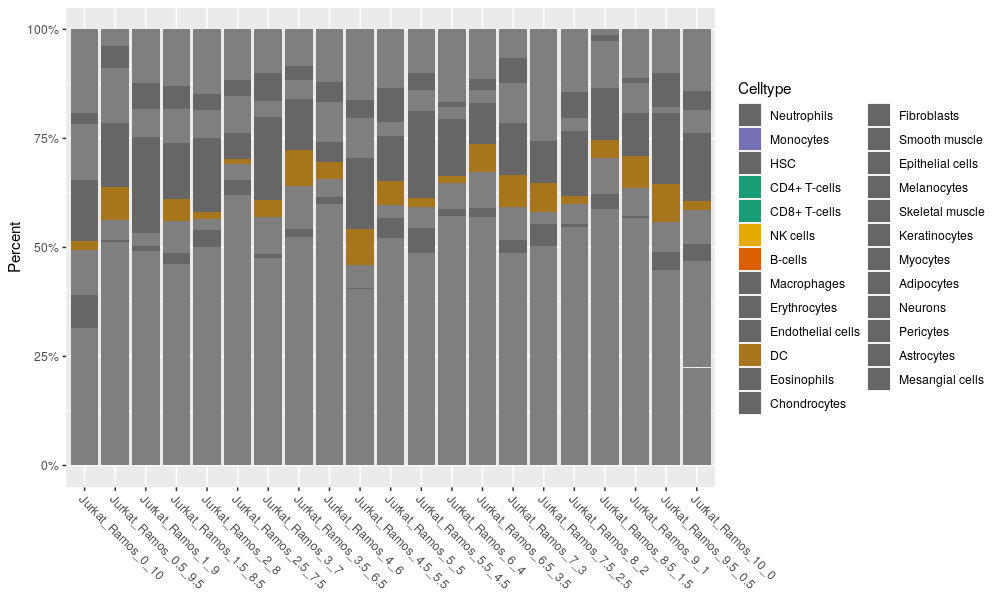 100%
75%
50%
25%
0%
Percent
Jurkat_Ramos_0_10
Jurkat_Ramos_0.5_9.5
Jurkat_Ramos_1_9
Jurkat_Ramos_1.5_8.5
Jurkat_Ramos_2_8
Jurkat_Ramos_2.5_7.5
Jurkat_Ramos_3_7
Jurkat_Ramos_3.5_6.5
Jurkat_Ramos_4_6
Jurkat_Ramos_4.5_5.5
Jurkat_Ramos_5_5
Jurkat_Ramos_5.5_4.5
Jurkat_Ramos_6_4
Jurkat_Ramos_6.5_3.5
Jurkat_Ramos_7_3
Jurkat_Ramos_7.5_2.5
Jurkat_Ramos_8_2
Jurkat_Ramos_8.5_1.5
Jurkat_Ramos_9_1
Jurkat_Ramos_9.5_0.5
Jurkat_Ramos_10_0
Celltype
Neutrophils
Monocytes
HSC
CD4+ T-cells
CD8+ T-cells
NK cells
B-cells
Macrophages
Erythrocytes
Endothelial cells
DC
Eosinophils
Chondrocytes
Fibroblasts
Smooth muscle
Epithelial cells
Melanocytes
Skeletal muscle
Keratinocytes
Myocytes
Adipocytes
Neurons
Pericytes
Astrocytes
Mesangial cells